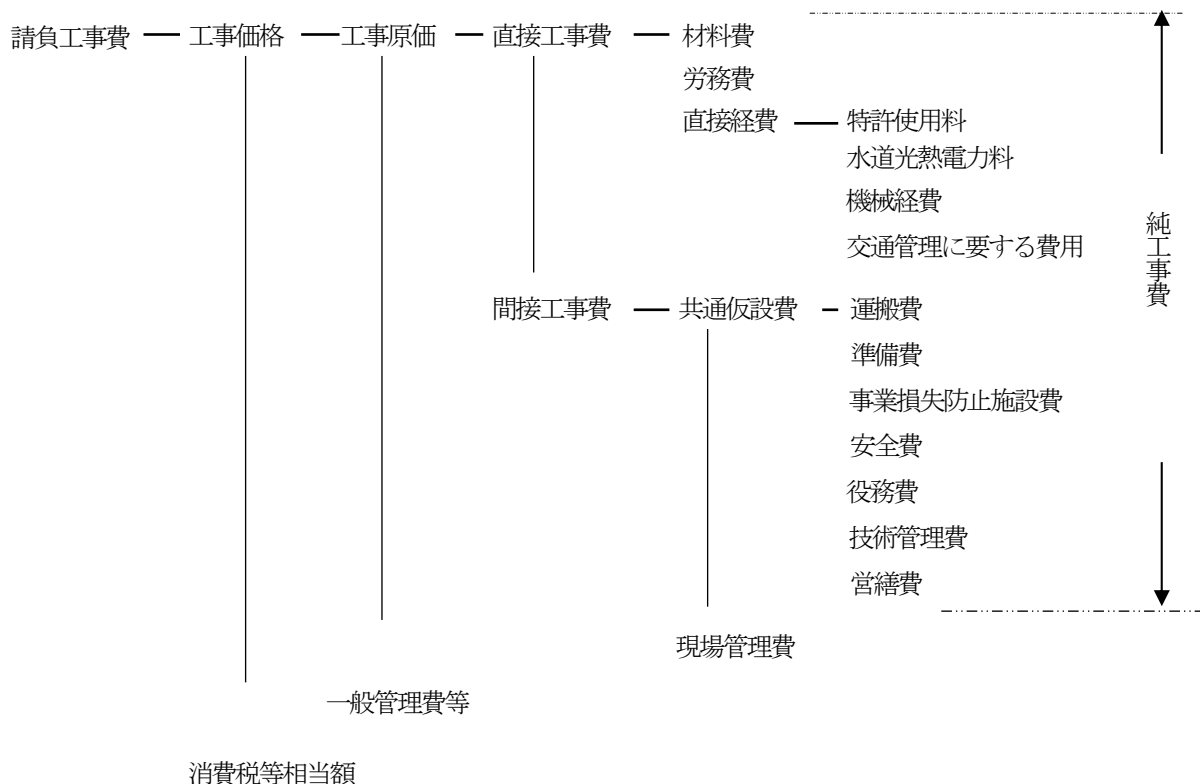 請負工事費 工事価格 工事原価 直接工事費 材料費
労務費
直接経費 特許使用料
水道光熱電力料
機械経費
交通管理に要する費用
純工事費
間接工事費 共通仮設費 運搬費
準備費
事業損失防止施設費
安全費
役務費
技術管理費
営繕費
現場管理費
一般管理費等
消費税等相当額